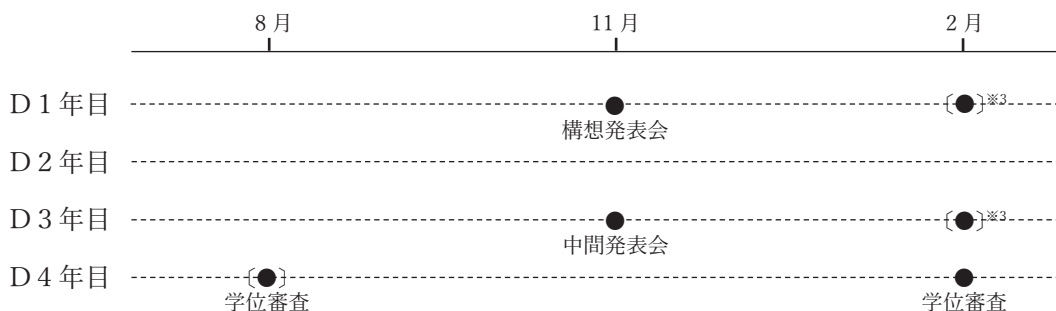 8月 11月 2月
D1年目 〔●〕※3
構想発表会
D2年目
D3年目 〔●〕※3
中間発表会
D4年目 〔●〕
学位審査 学位審査